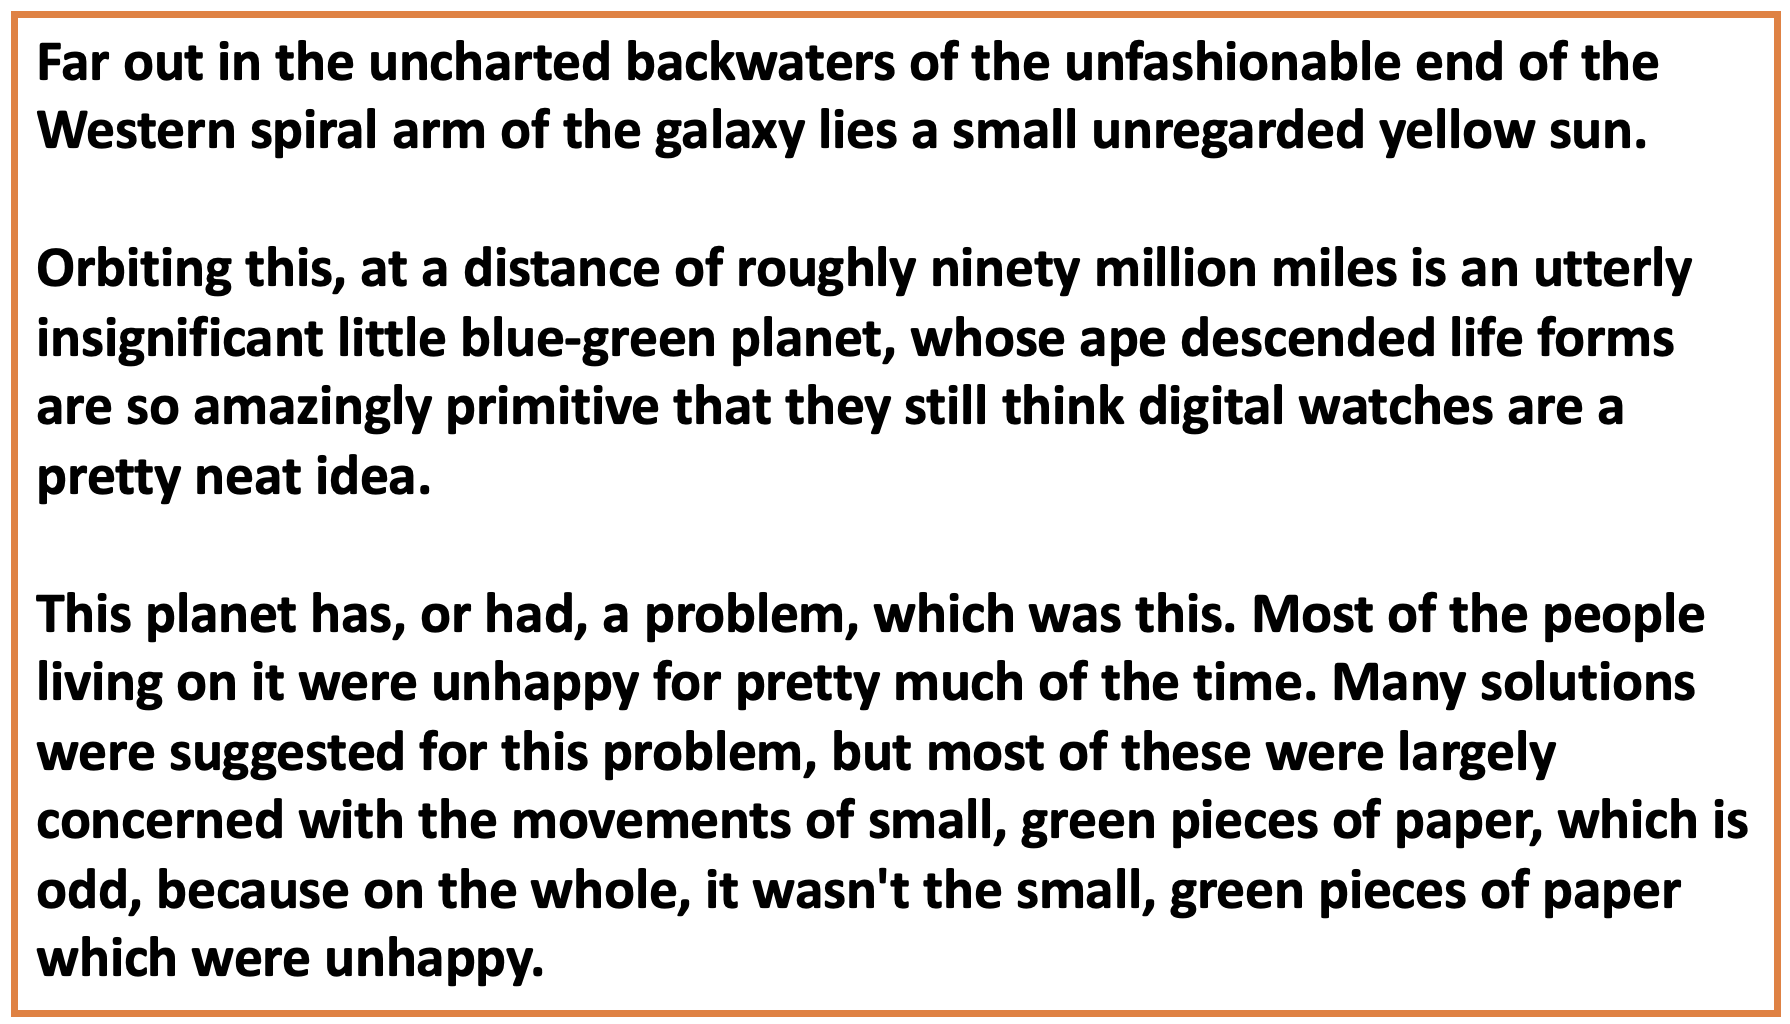 Far out in the uncharted backwaters of the unfashionable end of the
Western spiral arm of the galaxy lies a small unregarded yellow sun.
Orbiting this, at a distance of roughly ninety million miles is an utterly
insignificant little blue-green planet, whose ape descended life forms
are so amazingly primitive that they still think digital watches are a
pretty neat idea.
This planet has, or had, a problem, which was this. Most of the people
living on it were unhappy for pretty much of the time. Many solutions
were suggested for this problem, but most of these were largely
concerned with the movements of small, green pieces of paper, which is
odd, because on the whole, it wasn't the small, green pieces of paper
which were unhappy.